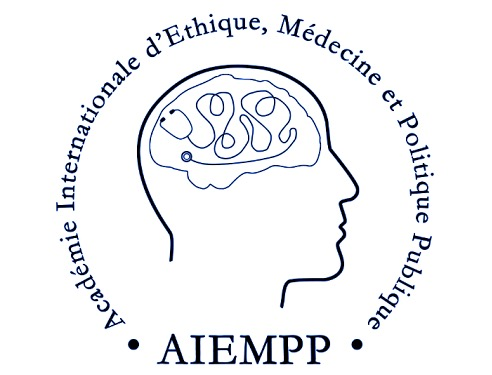 Académie Internationale d'Ethique, Médecine et Politique Publique
• AIEMPP •